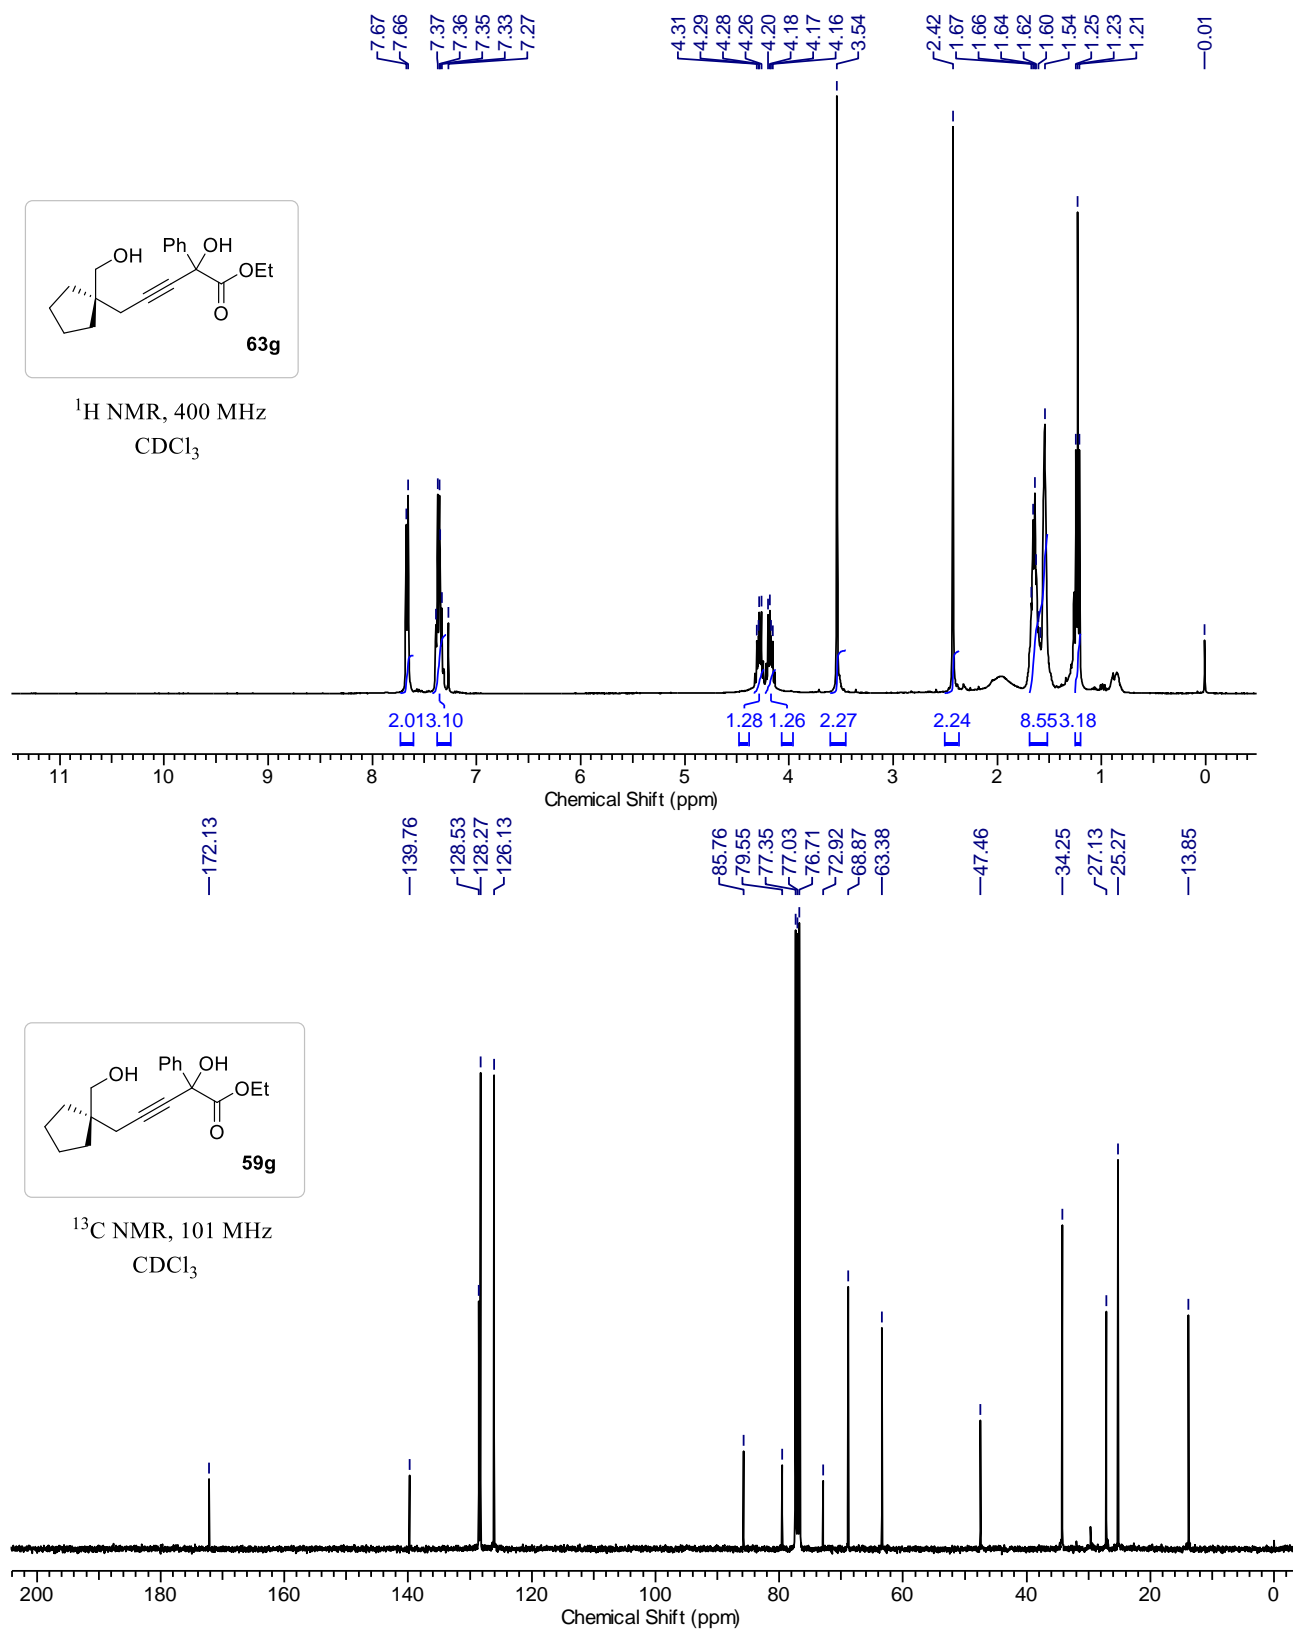 7.67 7.66 7.37 7.36 7.35 7.33 7.27 4.31 4.29 4.28 4.26 4.20 4.18 4.17 4.16 3.54 2.42 1.67 1.66 1.64 1.62 1.60 1.54 1.25 1.23 1.21 -0.01
Ph OH
OH
OEt
O
63g
¹H NMR, 400 MHz
CDCl₃
2.01 3.10 1.28 1.26 2.27 2.24 8.55 3.18
11 10 9 8 7 6 5 4 3 2 1 0
Chemical Shift (ppm)
172.13 139.76 128.53 128.27 126.13 85.76 79.55 77.35 77.03 76.71 72.92 68.87 63.38 47.46 34.25 27.13 25.27 13.85
Ph OH
OH
OEt
O
59g
¹³C NMR, 101 MHz
CDCl₃
200 180 160 140 120 100 80 60 40 20 0
Chemical Shift (ppm)